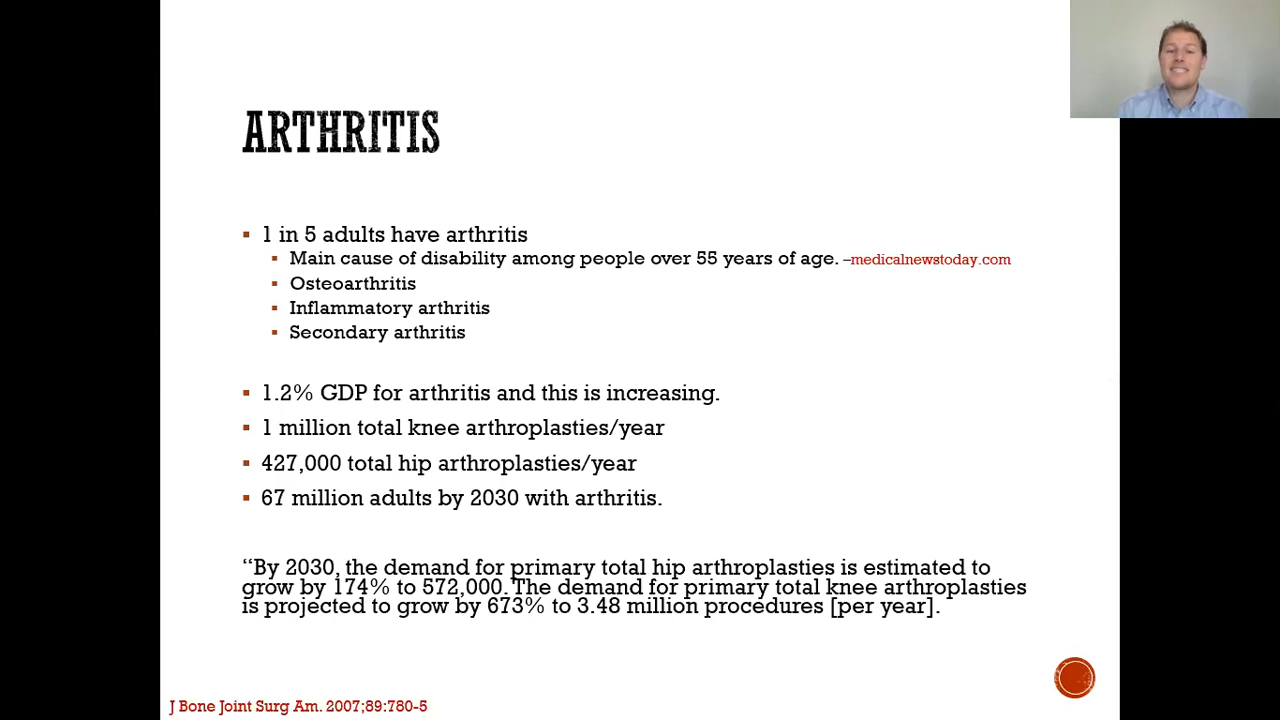 ARTHRITIS
1 in 5 adults have arthritis
Main cause of disability among people over 55 years of age. –medicalnewstoday.com
Osteoarthritis
Inflammatory arthritis
Secondary arthritis
1.2% GDP for arthritis and this is increasing.
1 million total knee arthroplasties/year
427,000 total hip arthroplasties/year
67 million adults by 2030 with arthritis.
“By 2030, the demand for primary total hip arthroplasties is estimated to
grow by 174% to 572,000. The demand for primary total knee arthroplasties
is projected to grow by 673% to 3.48 million procedures [per year].
J Bone Joint Surg Am. 2007;89:780-5